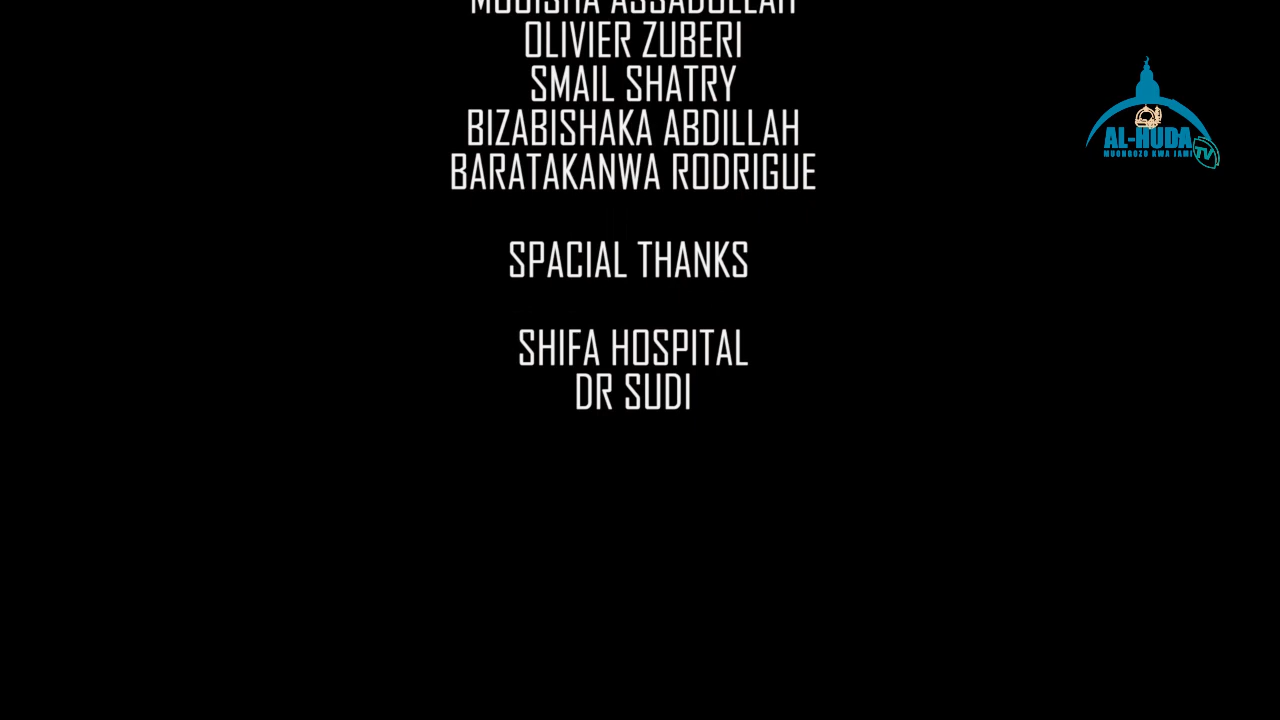 OLIVIER ZUBERI
SMAIL SHATRY
BIZABISHAKA ABDILLAH
BARATAKANWA RODRIGUE
SPACIAL THANKS
SHIFA HOSPITAL
DR SUDI
AL-HUDA
TV